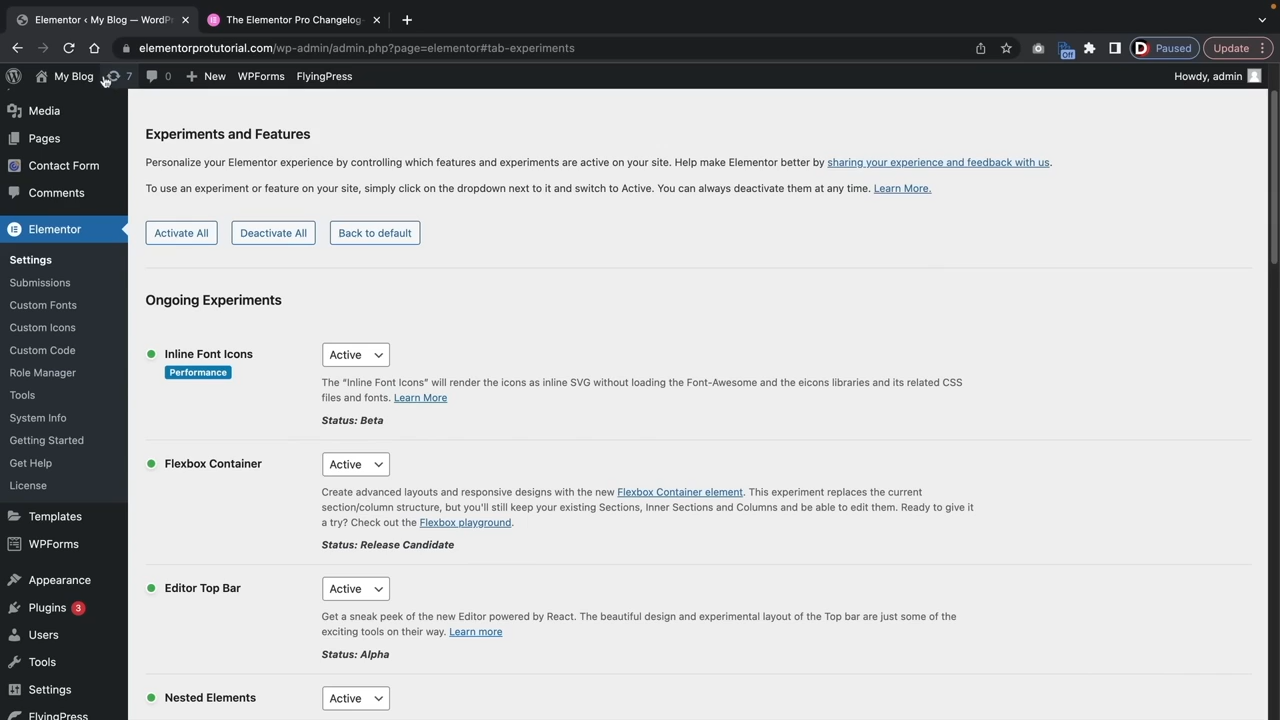 Elementor ‹ My Blog — WordPr
The Elementor Pro Changelog
elementorprotutorial.com/wp-admin/admin.php?page=elementor#tab-experiments
Off
D Paused
Update
My Blog
7
0
New
WPForms
FlyingPress
Howdy, admin
Media
Pages
Contact Form
Comments
Elementor
Settings
Submissions
Custom Fonts
Custom Icons
Custom Code
Role Manager
Tools
System Info
Getting Started
Get Help
License
Templates
WPForms
Appearance
Plugins 3
Users
Tools
Settings
FlyingPress
Experiments and Features
Personalize your Elementor experience by controlling which features and experiments are active on your site. Help make Elementor better by sharing your experience and feedback with us.
To use an experiment or feature on your site, simply click on the dropdown next to it and switch to Active. You can always deactivate them at any time. Learn More.
Activate All
Deactivate All
Back to default
Ongoing Experiments
Inline Font Icons
Performance
Active
The “Inline Font Icons” will render the icons as inline SVG without loading the Font-Awesome and the eicons libraries and its related CSS
files and fonts. Learn More
Status: Beta
Flexbox Container
Active
Create advanced layouts and responsive designs with the new Flexbox Container element. This experiment replaces the current
section/column structure, but you'll still keep your existing Sections, Inner Sections and Columns and be able to edit them. Ready to give it
a try? Check out the Flexbox playground.
Status: Release Candidate
Editor Top Bar
Active
Get a sneak peek of the new Editor powered by React. The beautiful design and experimental layout of the Top bar are just some of the
exciting tools on their way. Learn more
Status: Alpha
Nested Elements
Active